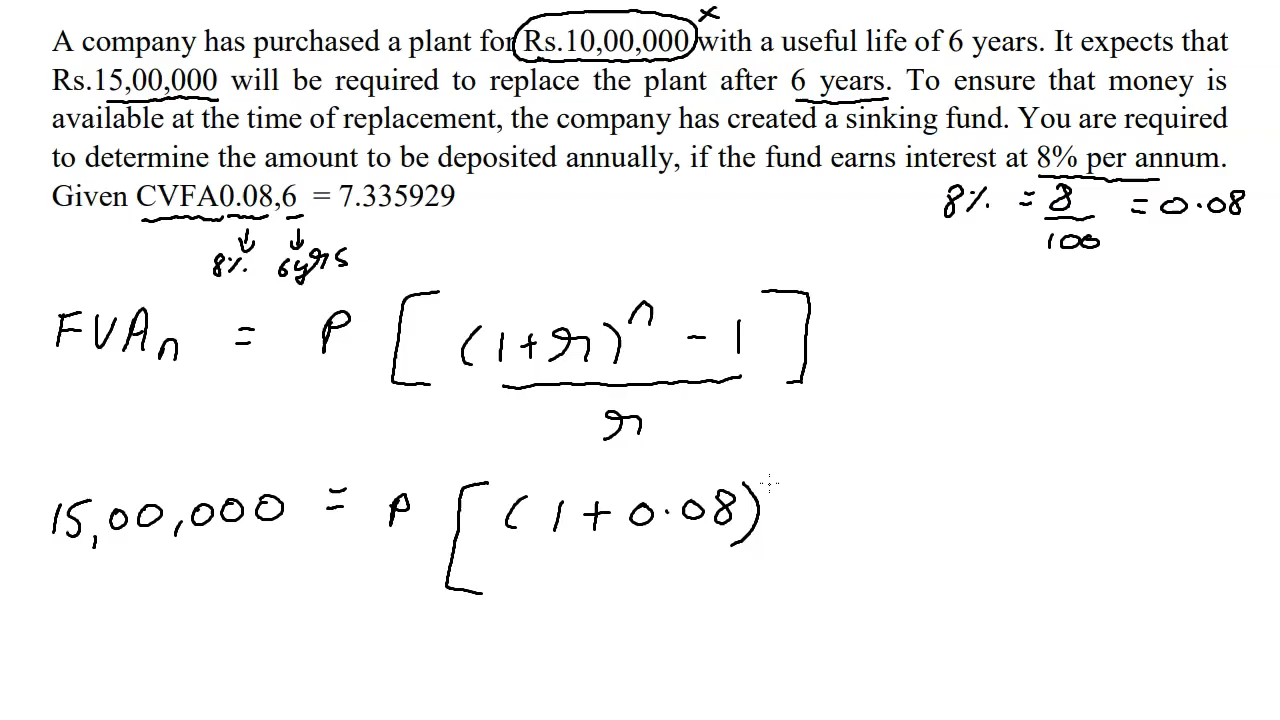 A company has purchased a plant for Rs.10,00,000 with a useful life of 6 years. It expects that
Rs.15,00,000 will be required to replace the plant after 6 years. To ensure that money is
available at the time of replacement, the company has created a sinking fund. You are required
to determine the amount to be deposited annually, if the fund earns interest at 8% per annum.
Given CVFA0.08,6 = 7.335929
8% = 8/100 = 0.08
8% 6yrs
FVAn = P [ (1+r)^n - 1 / r ]
15,00,000 = P [ (1 + 0.08)